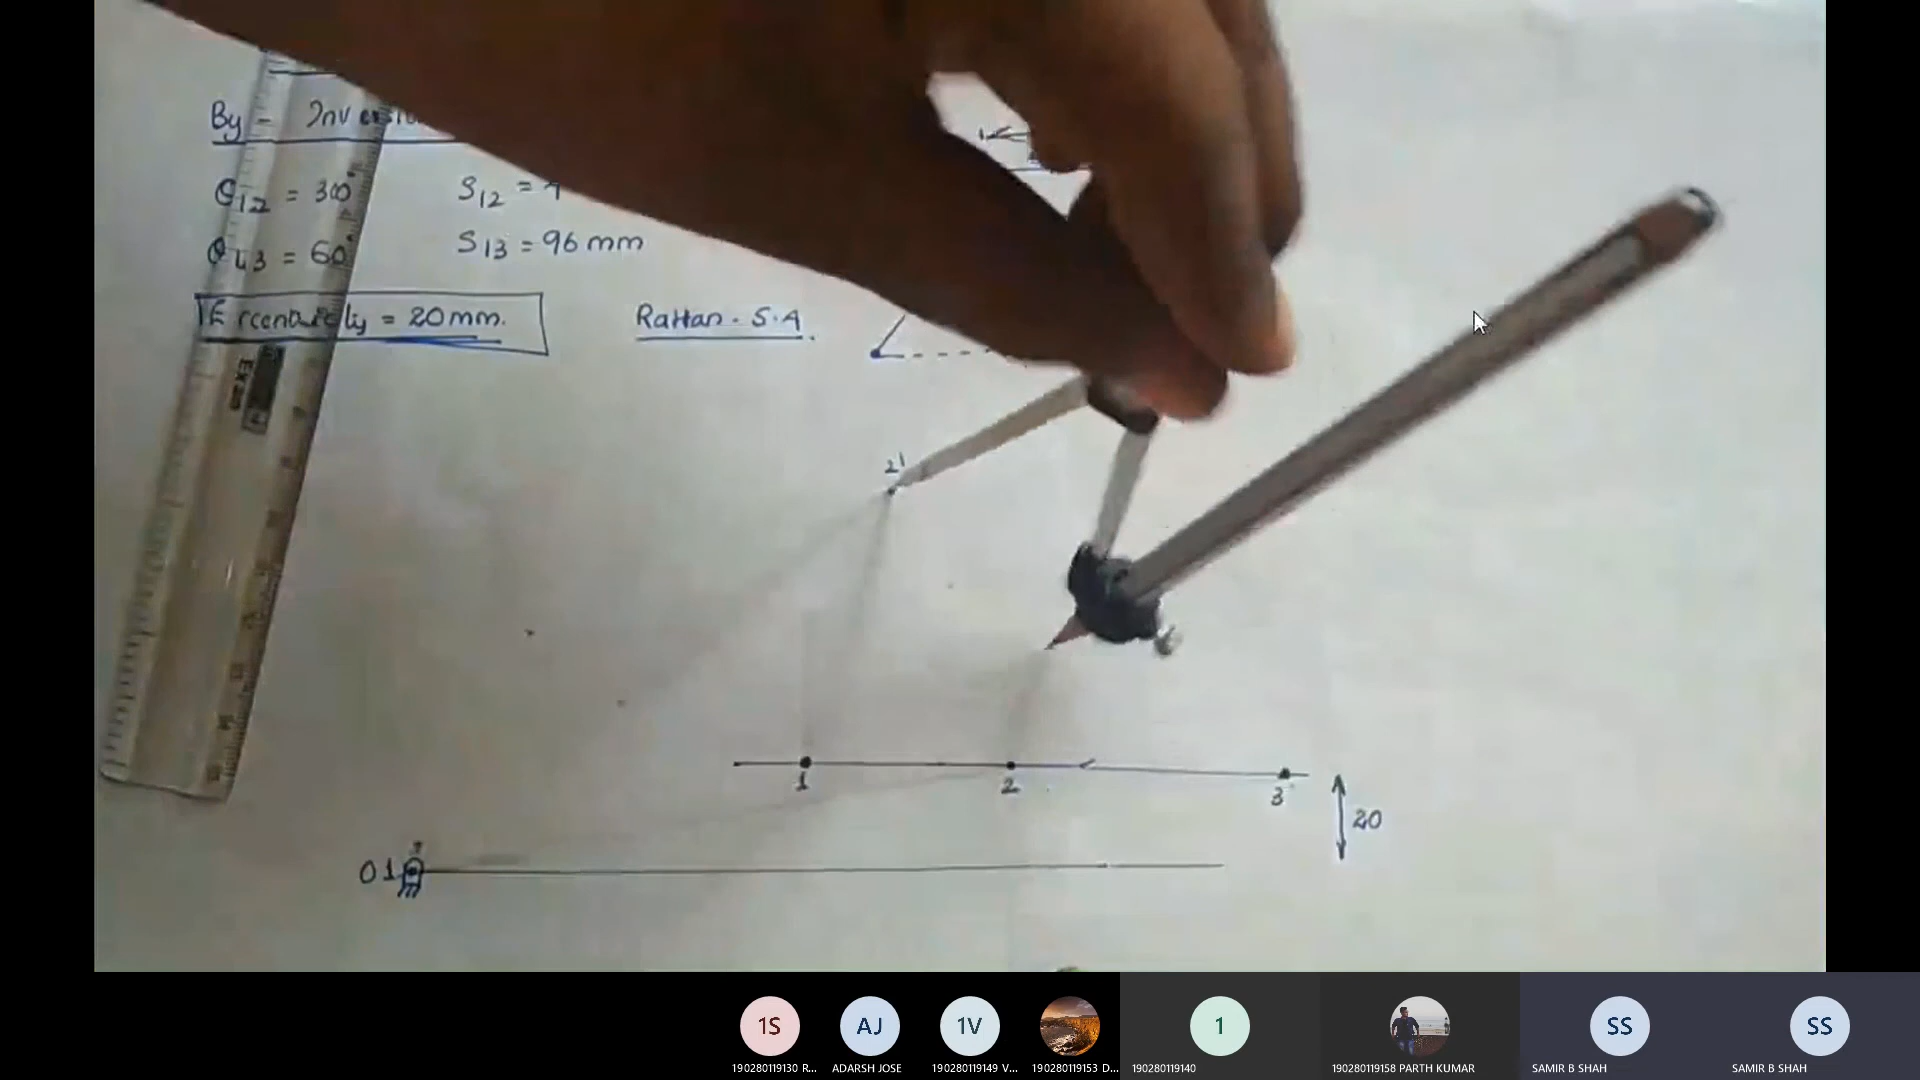 By -
θ12 = 30°
S12 =
θ13 = 60°
S13 = 96 mm
Eccentricity = 20mm.
Rattan - S.A.
Exam
2'
1
2
3
20
O1
1S
AJ
1V
1
SS
SS
190280119130 R...
ADARSH JOSE
190280119149 V...
190280119153 D...
190280119140
190280119158 PARTH KUMAR
SAMIR B SHAH
SAMIR B SHAH